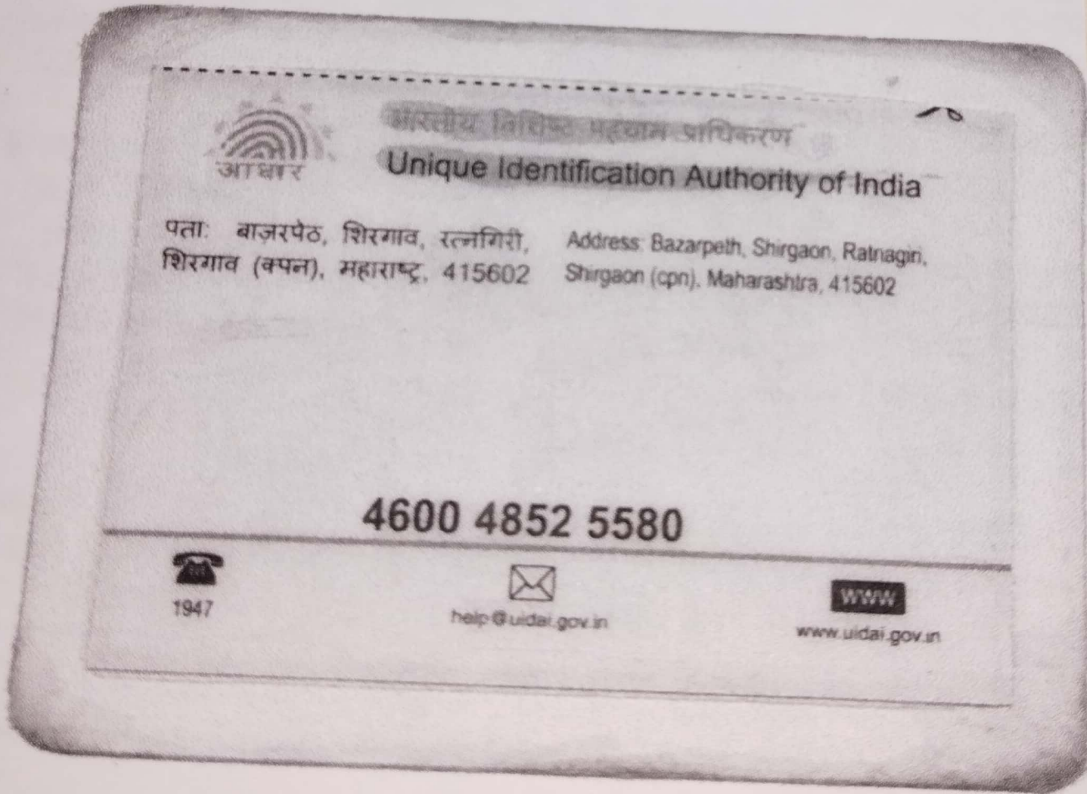 भारतीय विशिष्ट पहचान प्राधिकरण
आधार
Unique Identification Authority of India
पता: बाज़रपेठ, शिरगाव, रत्नागिरी,
शिरगाव (क्पन), महाराष्ट्र, 415602
Address: Bazarpeth, Shirgaon, Ratnagiri,
Shirgaon (cpn), Maharashtra, 415602
4600 4852 5580
1947
help@uidai.gov.in
www
www.uidai.gov.in